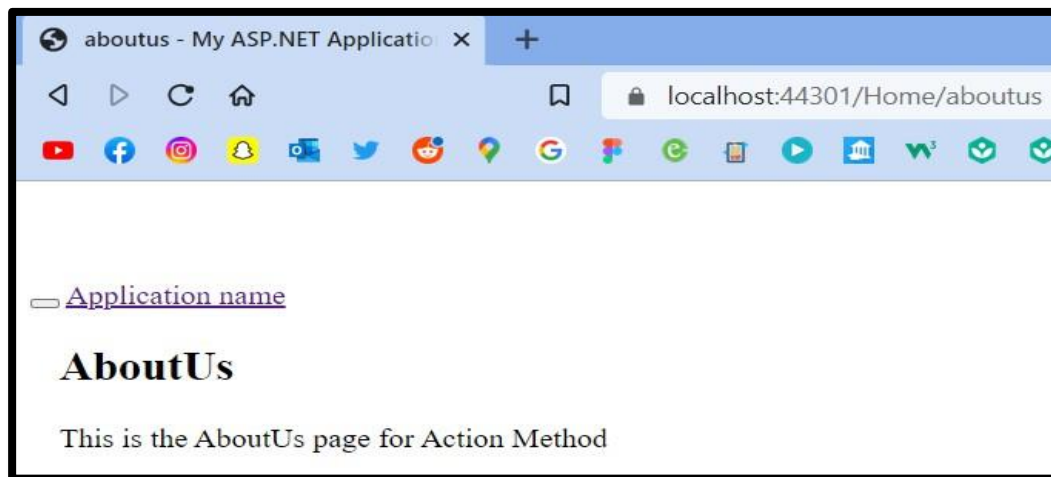 aboutus - My ASP.NET Applicatio
localhost:44301/Home/aboutus
Application name
AboutUs
This is the AboutUs page for Action Method